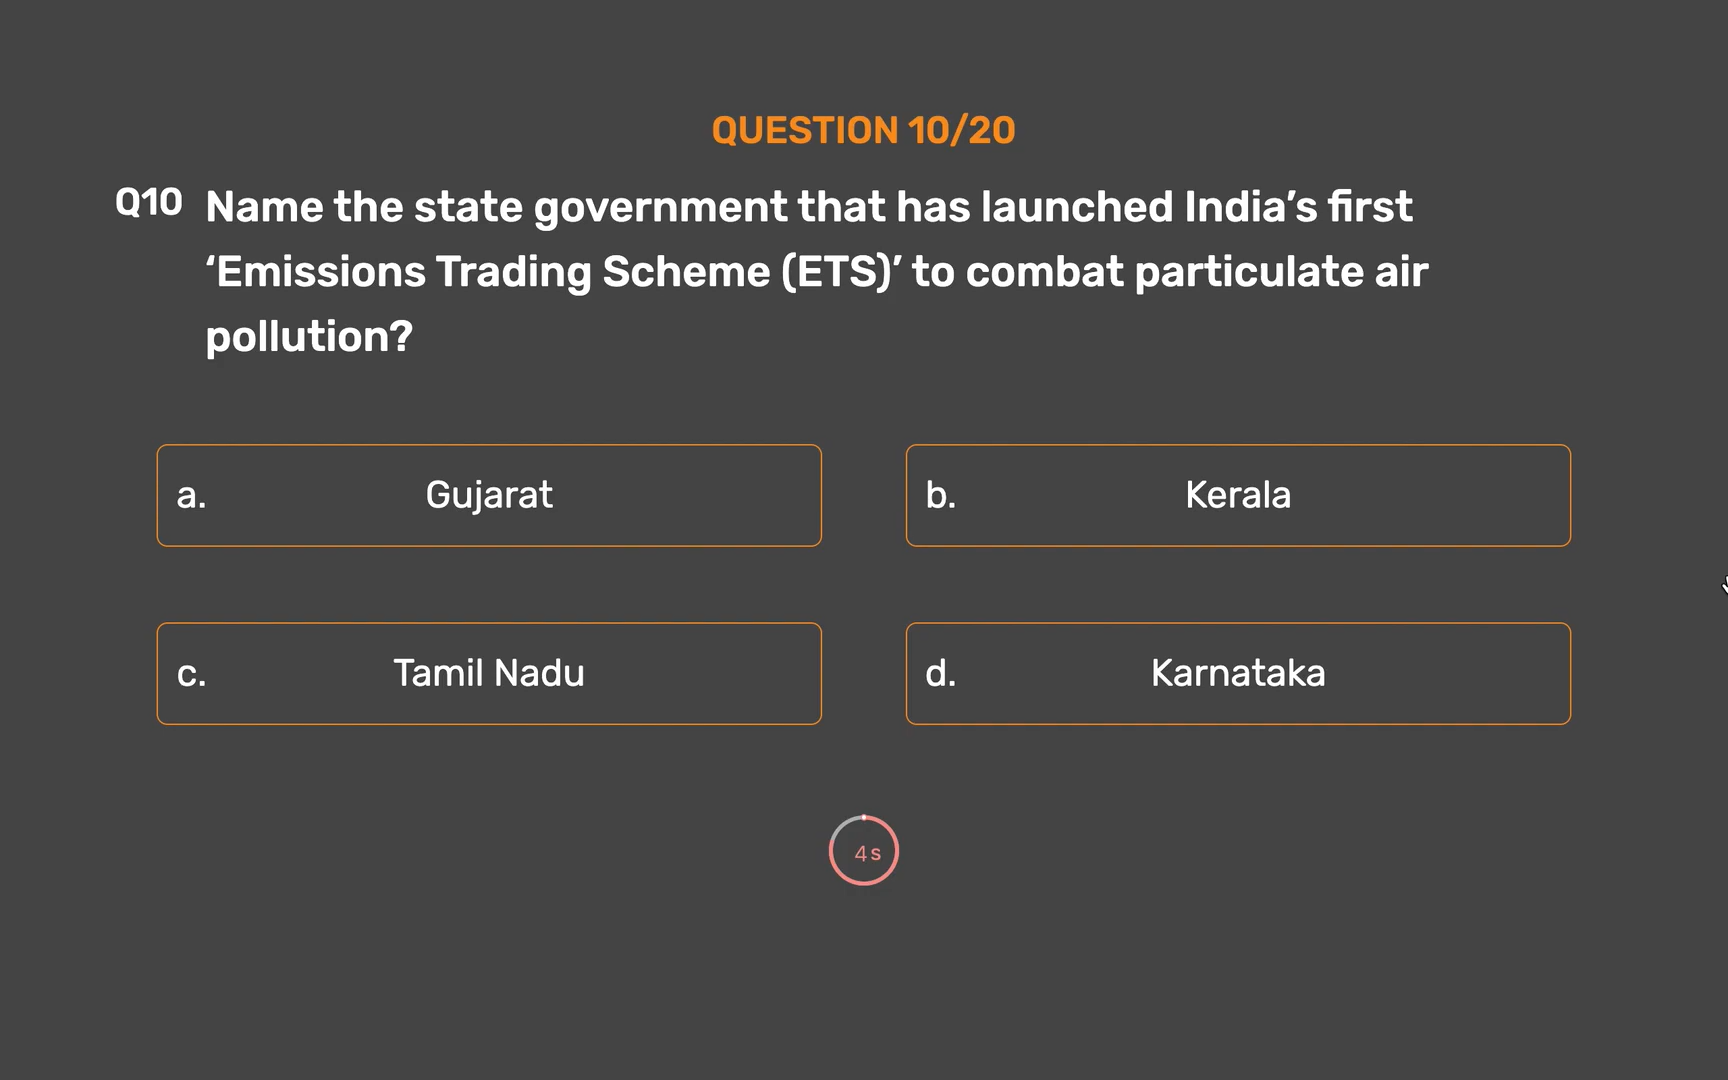 QUESTION 10/20
Q10 Name the state government that has launched India’s first
‘Emissions Trading Scheme (ETS)’ to combat particulate air
pollution?
a. Gujarat
b. Kerala
c. Tamil Nadu
d. Karnataka
4 s